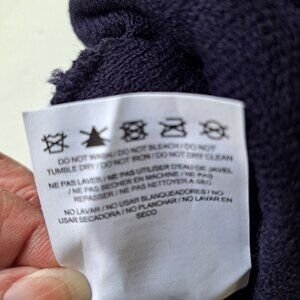 DO NOT WASH / DO NOT BLEACH / DO NOT
TUMBLE DRY / DO NOT IRON / DO NOT DRY CLEAN
NE PAS LAVER / NE PAS UTILISER D'EAU DE JAVEL
/ NE PAS SECHER EN MACHINE / NE PAS
REPASSER / NE PAS NETTOYER A SEC
NO LAVAR / NO USAR BLANQUEADORES / NO
USAR SECADORA / NO PLANCHAR / NO LAVAR EN
SECO